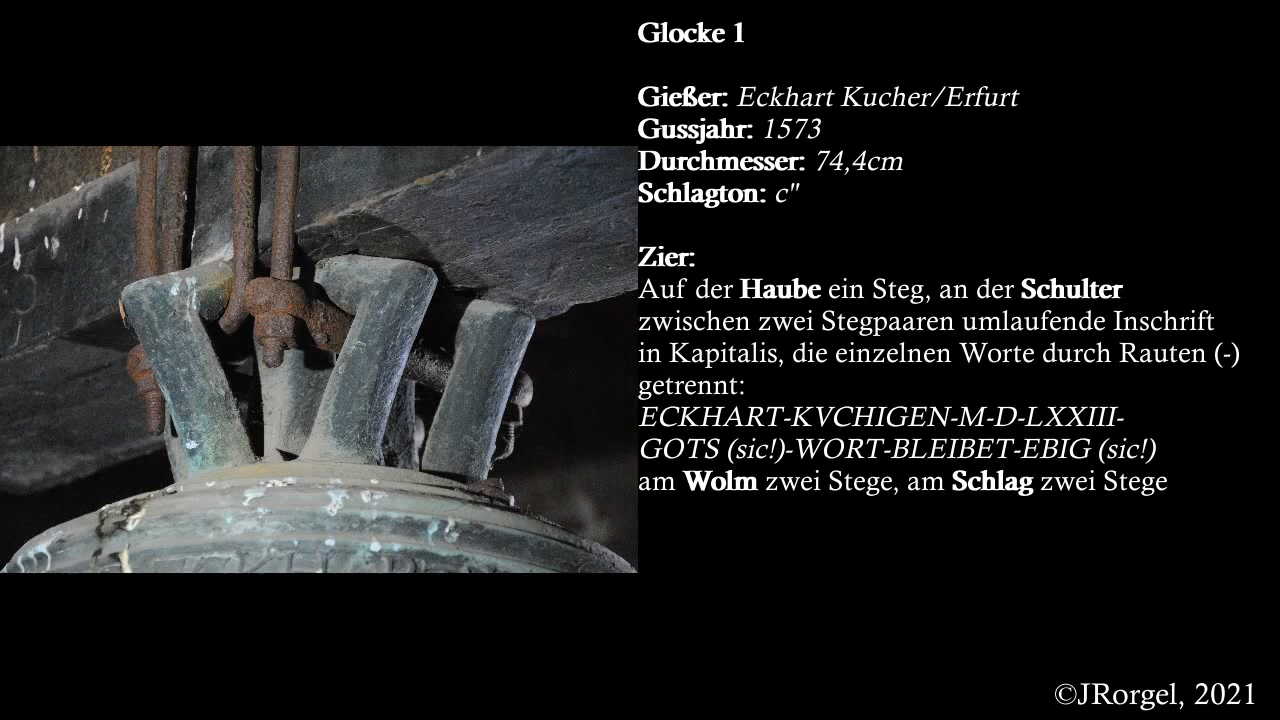 Glocke 1
Gießer: Eckhart Kucher/Erfurt
Gussjahr: 1573
Durchmesser: 74,4cm
Schlagton: c"
Zier:
Auf der Haube ein Steg, an der Schulter
zwischen zwei Stegpaaren umlaufende Inschrift
in Kapitalis, die einzelnen Worte durch Rauten (-)
getrennt:
ECKHART-KVCHIGEN-M-D-LXXIII-
GOTS (sic!)-WORT-BLEIBET-EBIG (sic!)
am Wolm zwei Stege, am Schlag zwei Stege
©JRorgel, 2021